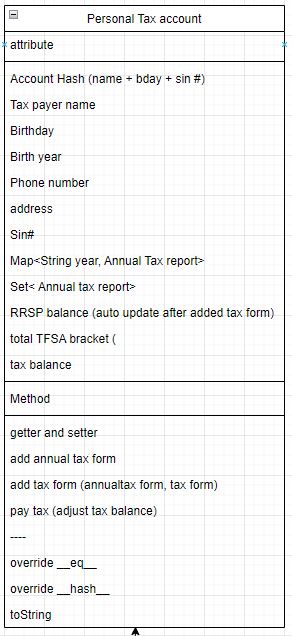 Personal Tax account
attribute
Account Hash (name + bday + sin #)
Tax payer name
Birthday
Birth year
Phone number
address
Sin#
Map<String year, Annual Tax report>
Set< Annual tax report>
RRSP balance (auto update after added tax form)
total TFSA bracket (
tax balance
Method
getter and setter
add annual tax form
add tax form (annualtax form, tax form)
pay tax (adjust tax balance)
----
override __eq__
override __hash__
toString